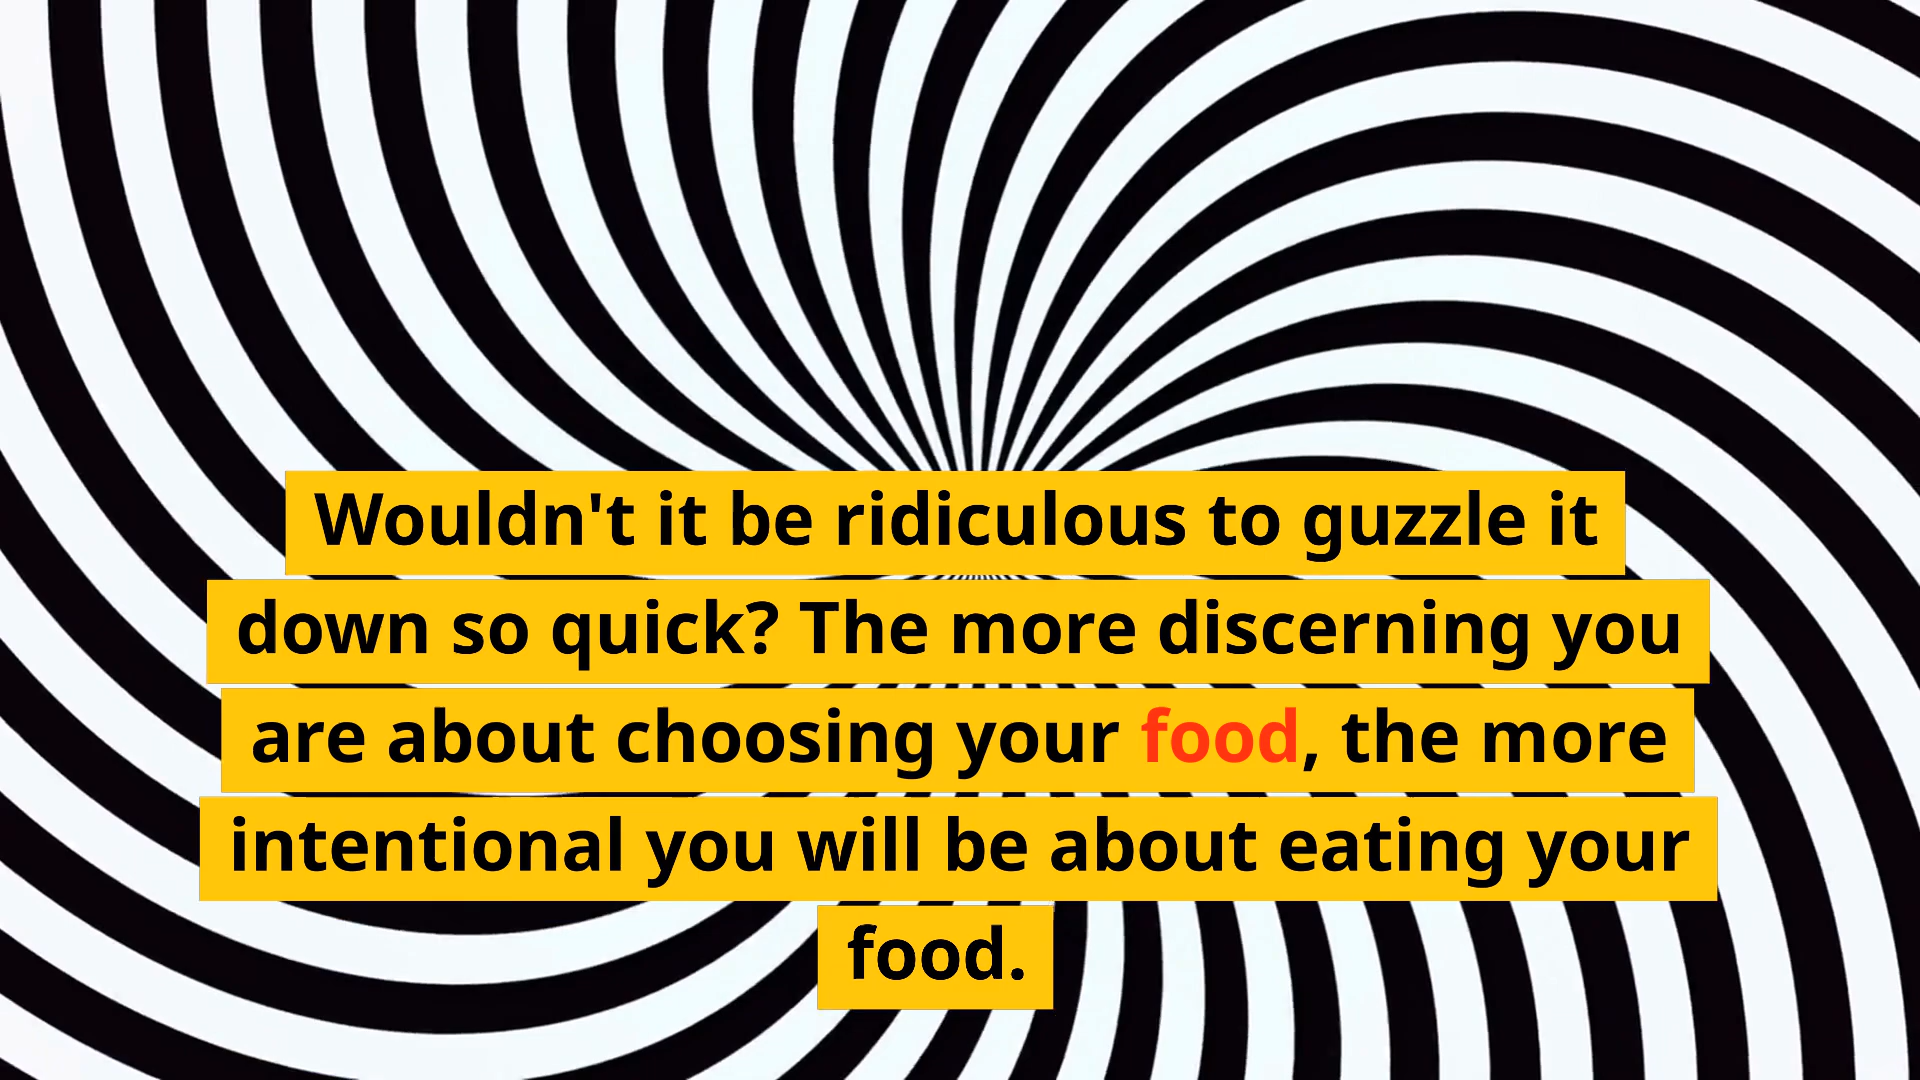 Wouldn't it be ridiculous to guzzle it
down so quick? The more discerning you
are about choosing your food, the more
intentional you will be about eating your
food.